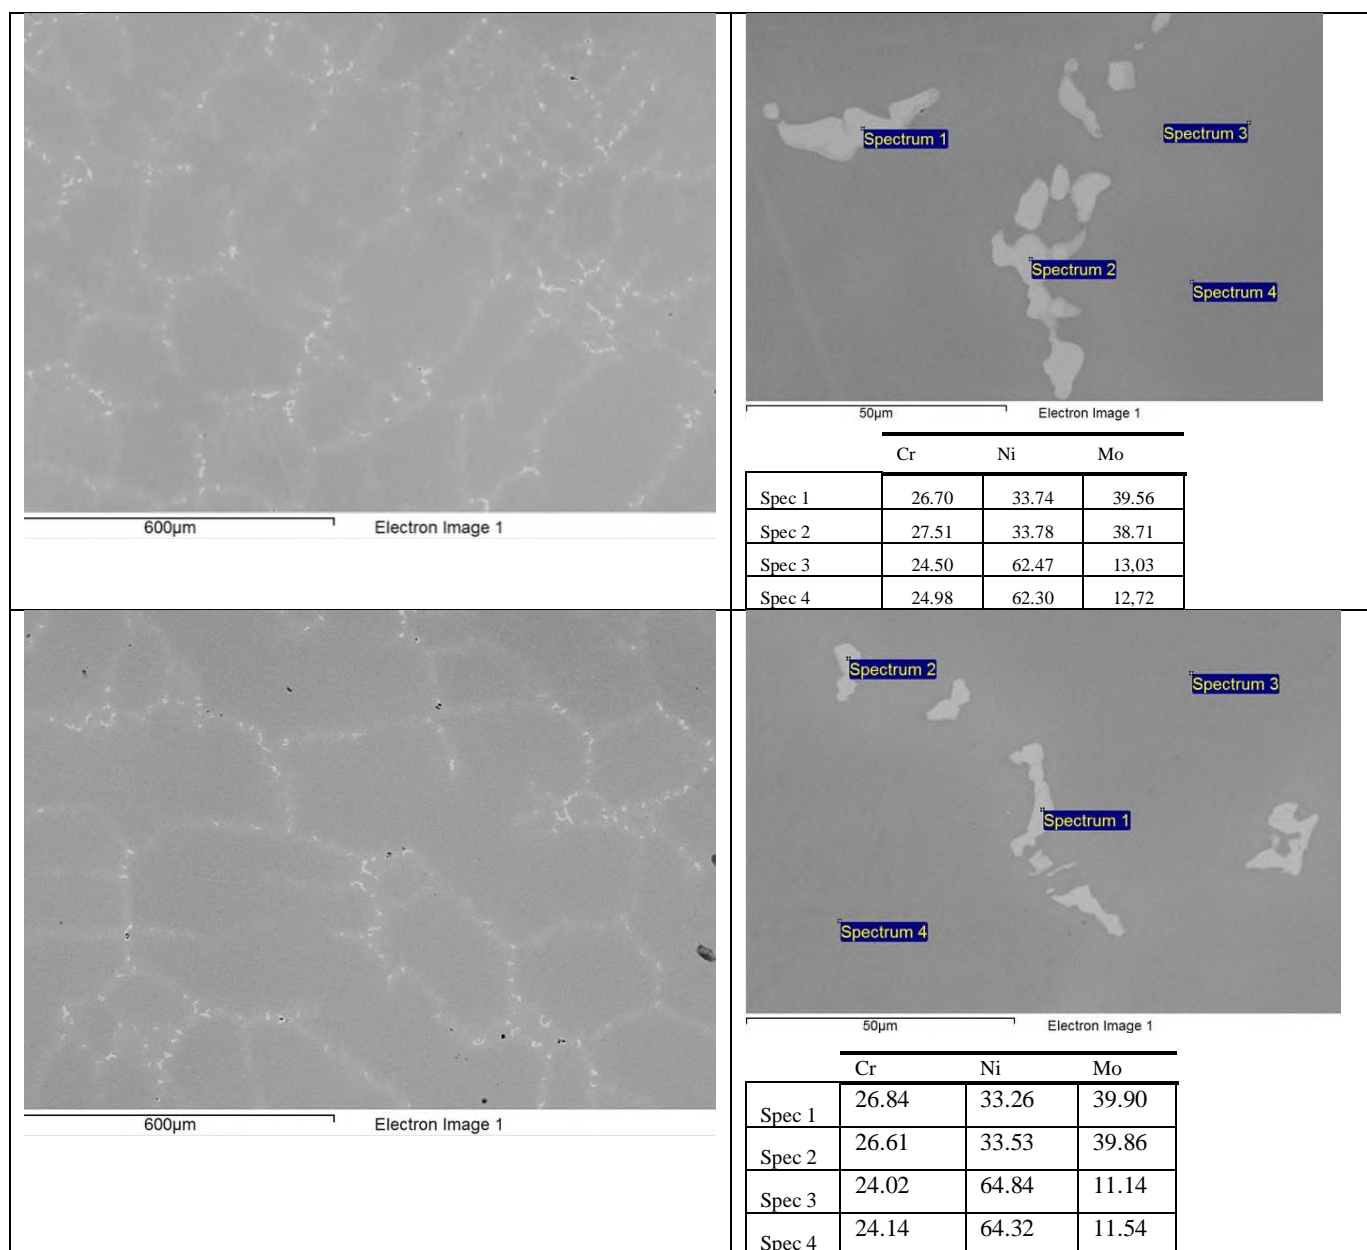 600µm Electron Image 1
Spectrum 1
Spectrum 3
Spectrum 2
Spectrum 4
50µm Electron Image 1
Cr Ni Mo
Spec 1 26.70 33.74 39.56
Spec 2 27.51 33.78 38.71
Spec 3 24.50 62.47 13,03
Spec 4 24.98 62.30 12,72
600µm Electron Image 1
Spectrum 2
Spectrum 3
Spectrum 1
Spectrum 4
50µm Electron Image 1
Cr Ni Mo
Spec 1 26.84 33.26 39.90
Spec 2 26.61 33.53 39.86
Spec 3 24.02 64.84 11.14
Spec 4 24.14 64.32 11.54